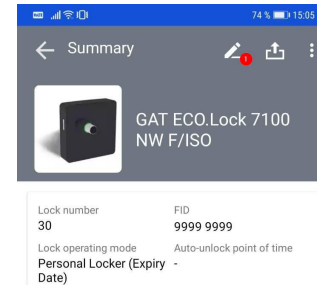 74 % 15:05
Summary
1
GAT ECO.Lock 7100
NW F/ISO
Lock number FID
30 9999 9999
Lock operating mode Auto-unlock point of time
Personal Locker (Expiry -
Date)